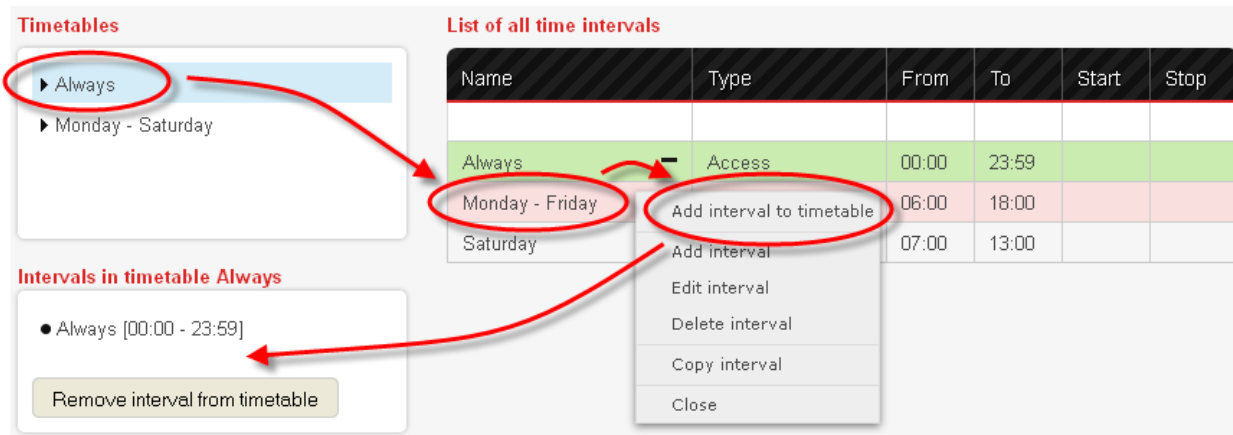 Timetables
Always
Monday - Saturday
Intervals in timetable Always
Always [00:00 - 23:59]
Remove interval from timetable
List of all time intervals
Name Type From To Start Stop
Always Access 00:00 23:59
Monday - Friday 06:00 18:00
Saturday 07:00 13:00
Add interval to timetable
Add interval
Edit interval
Delete interval
Copy interval
Close